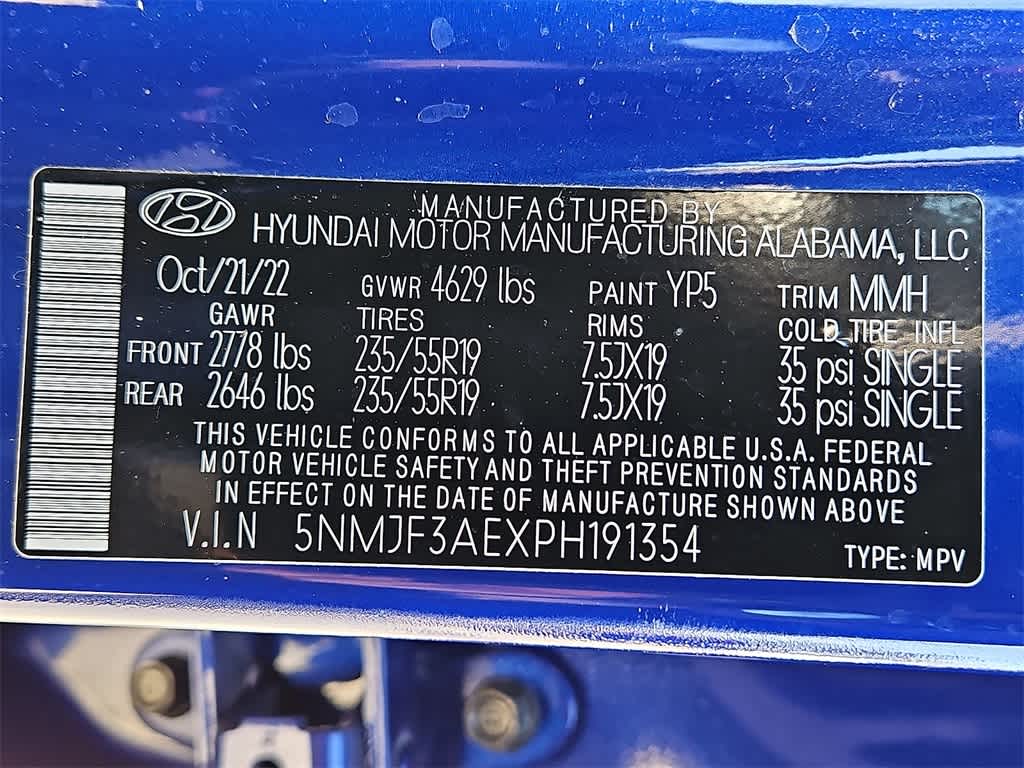 MANUFACTURED BY
HYUNDAI MOTOR MANUFACTURING ALABAMA, LLC
Oct/21/22 GVWR 4629 lbs PAINT YP5 TRIM MMH
GAWR TIRES RIMS COLD TIRE INFL
FRONT 2778 lbs 235/55R19 7.5JX19 35 psi SINGLE
REAR 2646 lbs 235/55R19 7.5JX19 35 psi SINGLE
THIS VEHICLE CONFORMS TO ALL APPLICABLE U.S.A. FEDERAL
MOTOR VEHICLE SAFETY AND THEFT PREVENTION STANDARDS
IN EFFECT ON THE DATE OF MANUFACTURE SHOWN ABOVE
V.I.N 5NMJF3AEXPH191354
TYPE: MPV